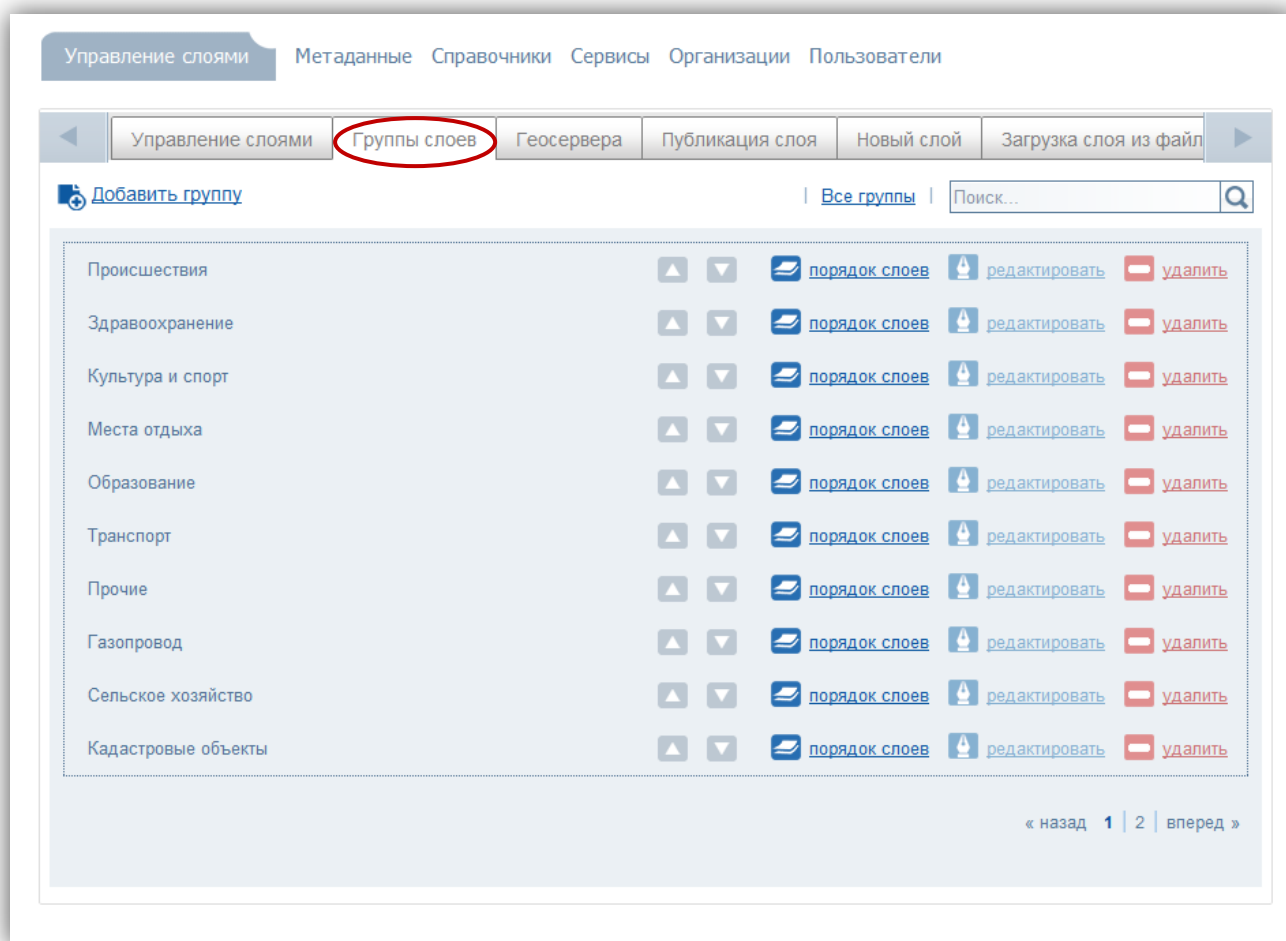 Управление слоями Метаданные Справочники Сервисы Организации Пользователи
Управление слоями Группы слоев Геосервера Публикация слоя Новый слой Загрузка слоя из файл
Добавить группу | Все группы | Поиск...
Происшествия порядок слоев редактировать удалить
Здравоохранение порядок слоев редактировать удалить
Культура и спорт порядок слоев редактировать удалить
Места отдыха порядок слоев редактировать удалить
Образование порядок слоев редактировать удалить
Транспорт порядок слоев редактировать удалить
Прочие порядок слоев редактировать удалить
Газопровод порядок слоев редактировать удалить
Сельское хозяйство порядок слоев редактировать удалить
Кадастровые объекты порядок слоев редактировать удалить
« назад 1 | 2 | вперед »